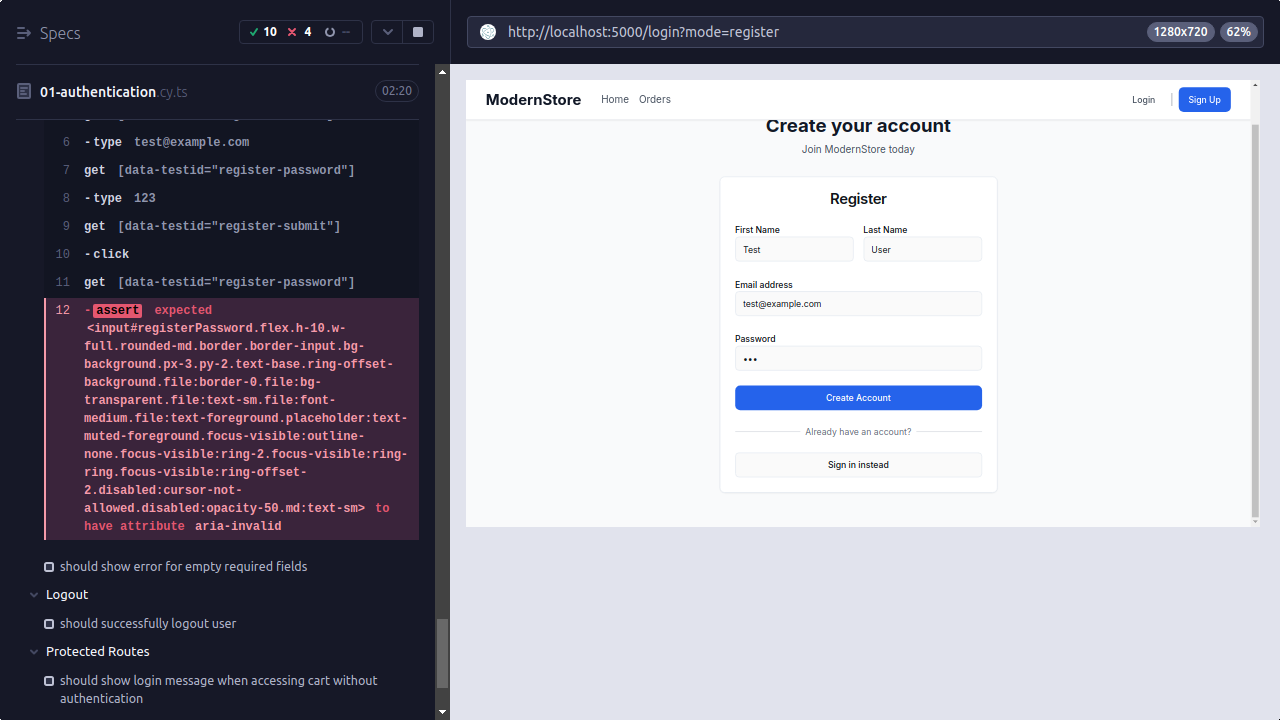 Specs
10 4 --
01-authentication.cy.ts 02:20
6 -type test@example.com
7 get [data-testid="register-password"]
8 -type 123
9 get [data-testid="register-submit"]
10 -click
11 get [data-testid="register-password"]
12 -assert expected
<input#registerPassword.flex.h-10.w-
full.rounded-md.border.border-input.bg-
background.px-3.py-2.text-base.ring-offset-
background.file:border-0.file:bg-
transparent.file:text-sm.file:font-
medium.file:text-foreground.placeholder:text-
muted-foreground.focus-visible:outline-
none.focus-visible:ring-2.focus-visible:ring-
ring.focus-visible:ring-offset-
2.disabled:cursor-not-
allowed.disabled:opacity-50.md:text-sm> to
have attribute aria-invalid
should show error for empty required fields
Logout
should successfully logout user
Protected Routes
should show login message when accessing cart without
authentication
http://localhost:5000/login?mode=register 1280x720 62%
ModernStore Home Orders Login Sign Up
Create your account
Join ModernStore today
Register
First Name Last Name
Test User
Email address
test@example.com
Password
•••
Create Account
Already have an account?
Sign in instead